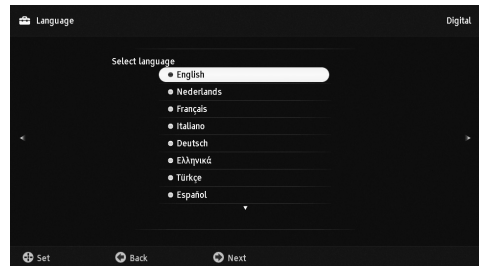 Language Digital
Select language
English
Nederlands
Français
Italiano
Deutsch
Ελληνικά
Türkçe
Español
Set Back Next